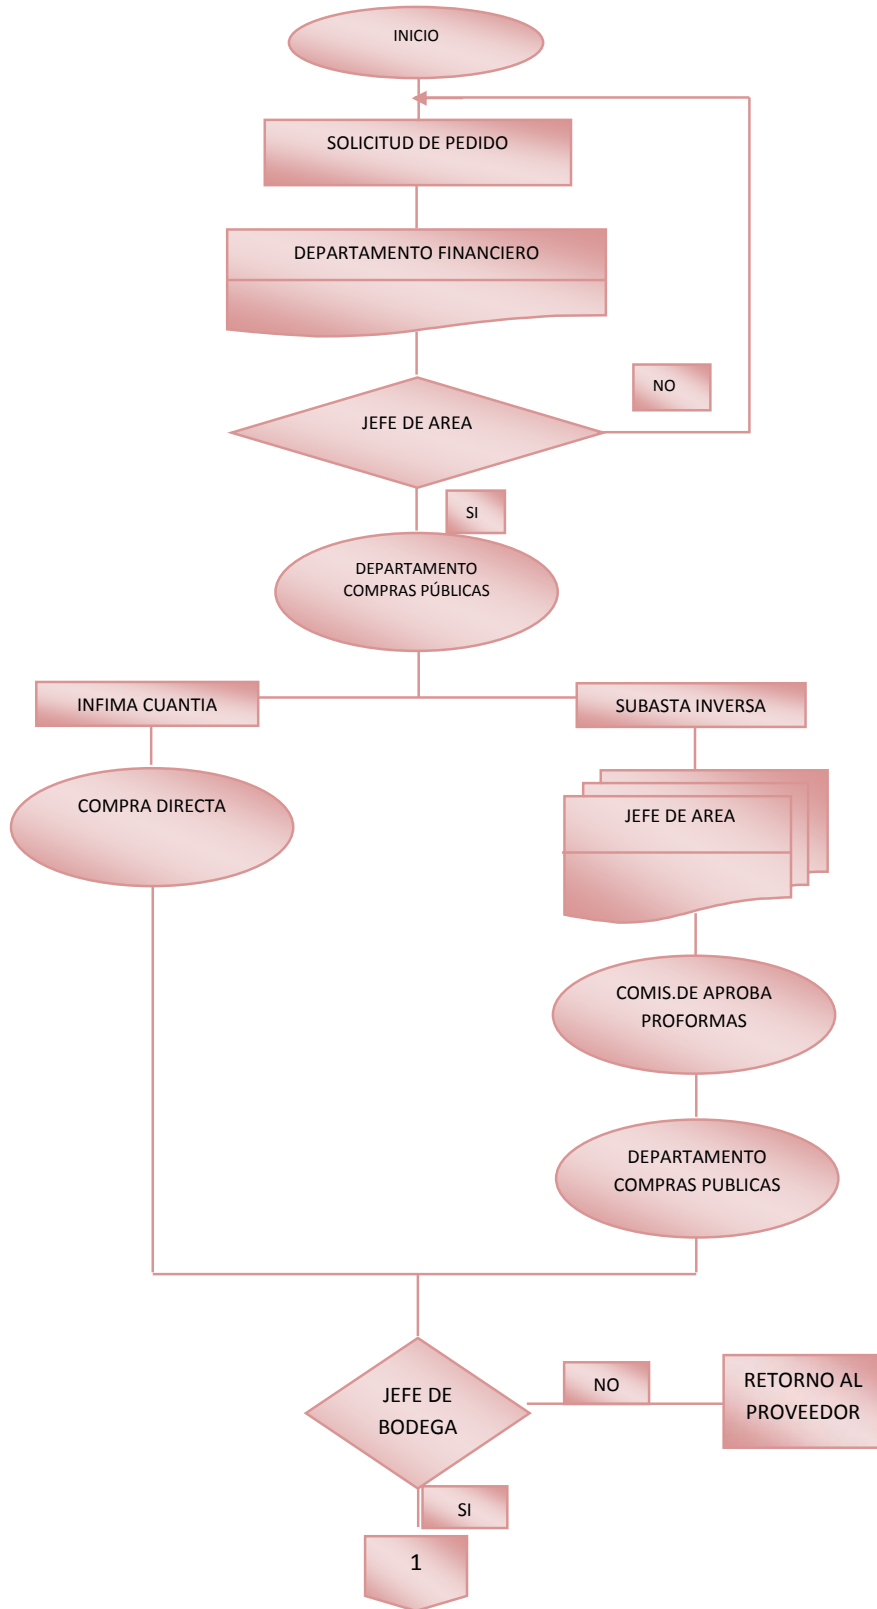 INICIO
SOLICITUD DE PEDIDO
DEPARTAMENTO FINANCIERO
NO
JEFE DE AREA
SI
DEPARTAMENTO
COMPRAS PÚBLICAS
INFIMA CUANTIA
SUBASTA INVERSA
COMPRA DIRECTA
JEFE DE AREA
COMIS.DE APROBA
PROFORMAS
DEPARTAMENTO
COMPRAS PUBLICAS
JEFE DE
BODEGA
NO
RETORNO AL
PROVEEDOR
SI
1